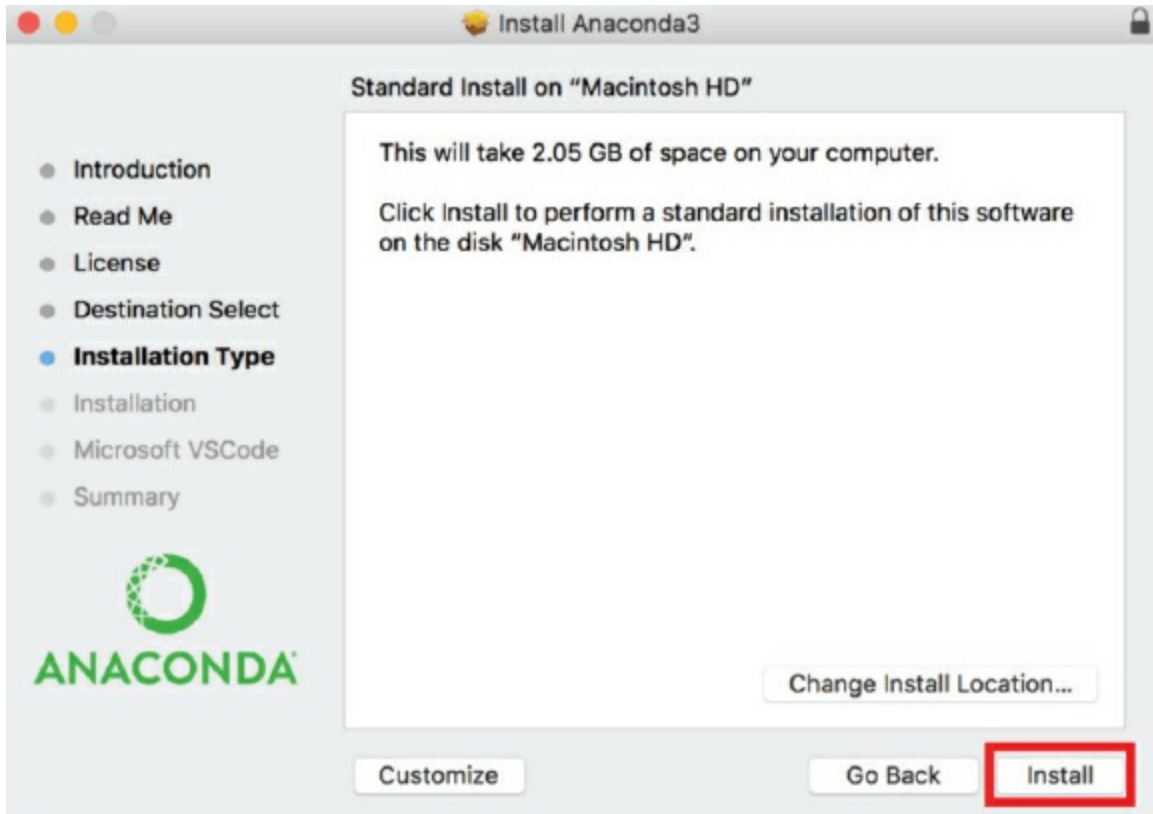 Install Anaconda3
Standard Install on “Macintosh HD”
Introduction
Read Me
License
Destination Select
Installation Type
Installation
Microsoft VSCode
Summary
ANACONDA
This will take 2.05 GB of space on your computer.
Click Install to perform a standard installation of this software
on the disk “Macintosh HD”.
Change Install Location...
Customize
Go Back
Install